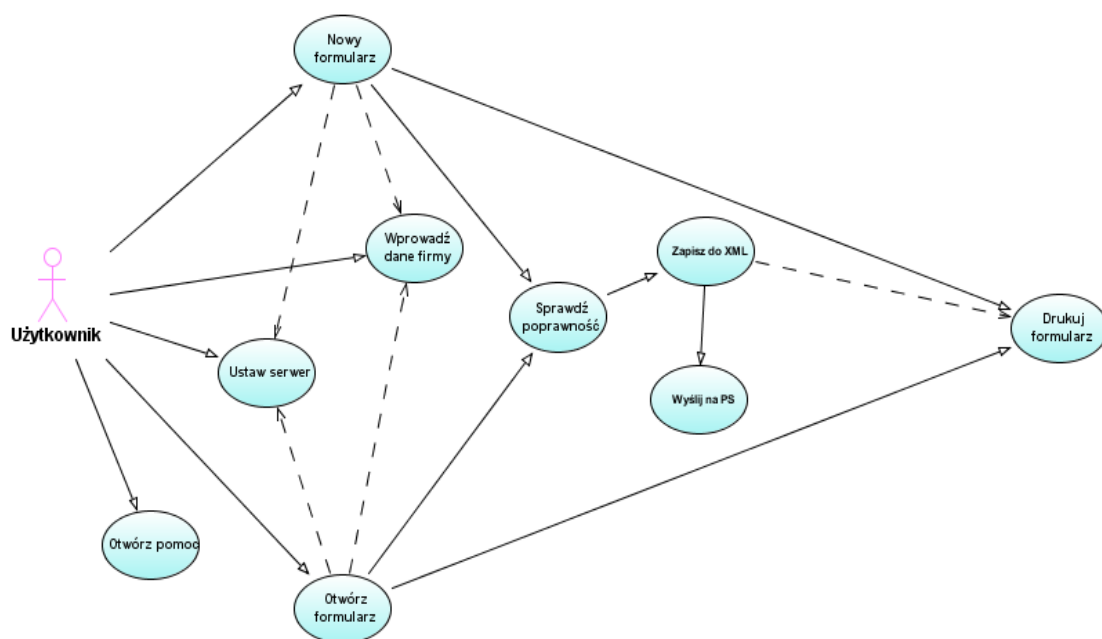 Nowy
formularz
Wprowadź
dane firmy
Zapisz do XML
Użytkownik
Sprawdź
poprawność
Drukuj
formularz
Ustaw serwer
Wyślij na PS
Otwórz pomoc
Otwórz
formularz